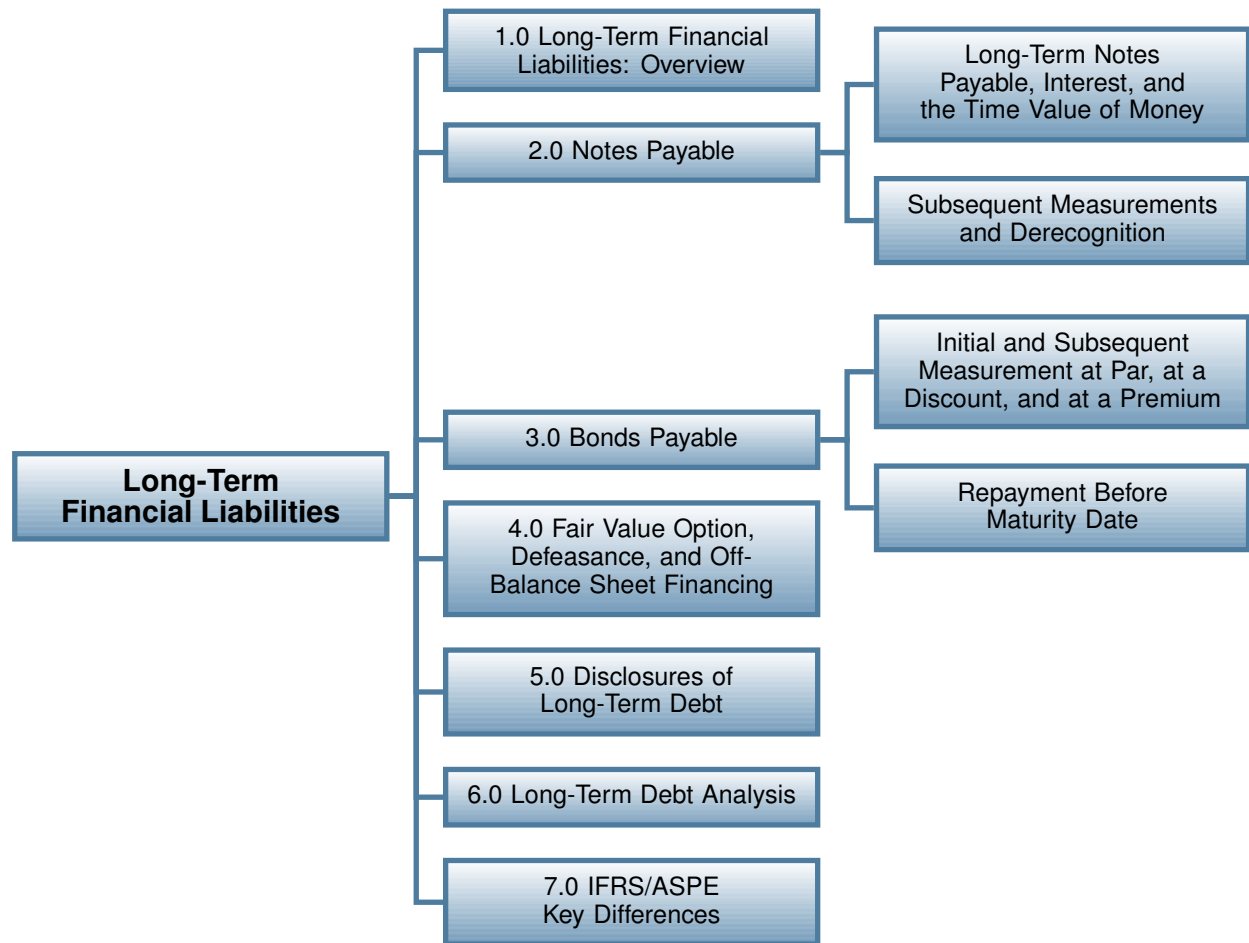 Long-Term
Financial Liabilities
1.0 Long-Term Financial
Liabilities: Overview
2.0 Notes Payable
Long-Term Notes
Payable, Interest, and
the Time Value of Money
Subsequent Measurements
and Derecognition
3.0 Bonds Payable
Initial and Subsequent
Measurement at Par, at a
Discount, and at a Premium
Repayment Before
Maturity Date
4.0 Fair Value Option,
Defeasance, and Off-
Balance Sheet Financing
5.0 Disclosures of
Long-Term Debt
6.0 Long-Term Debt Analysis
7.0 IFRS/ASPE
Key Differences